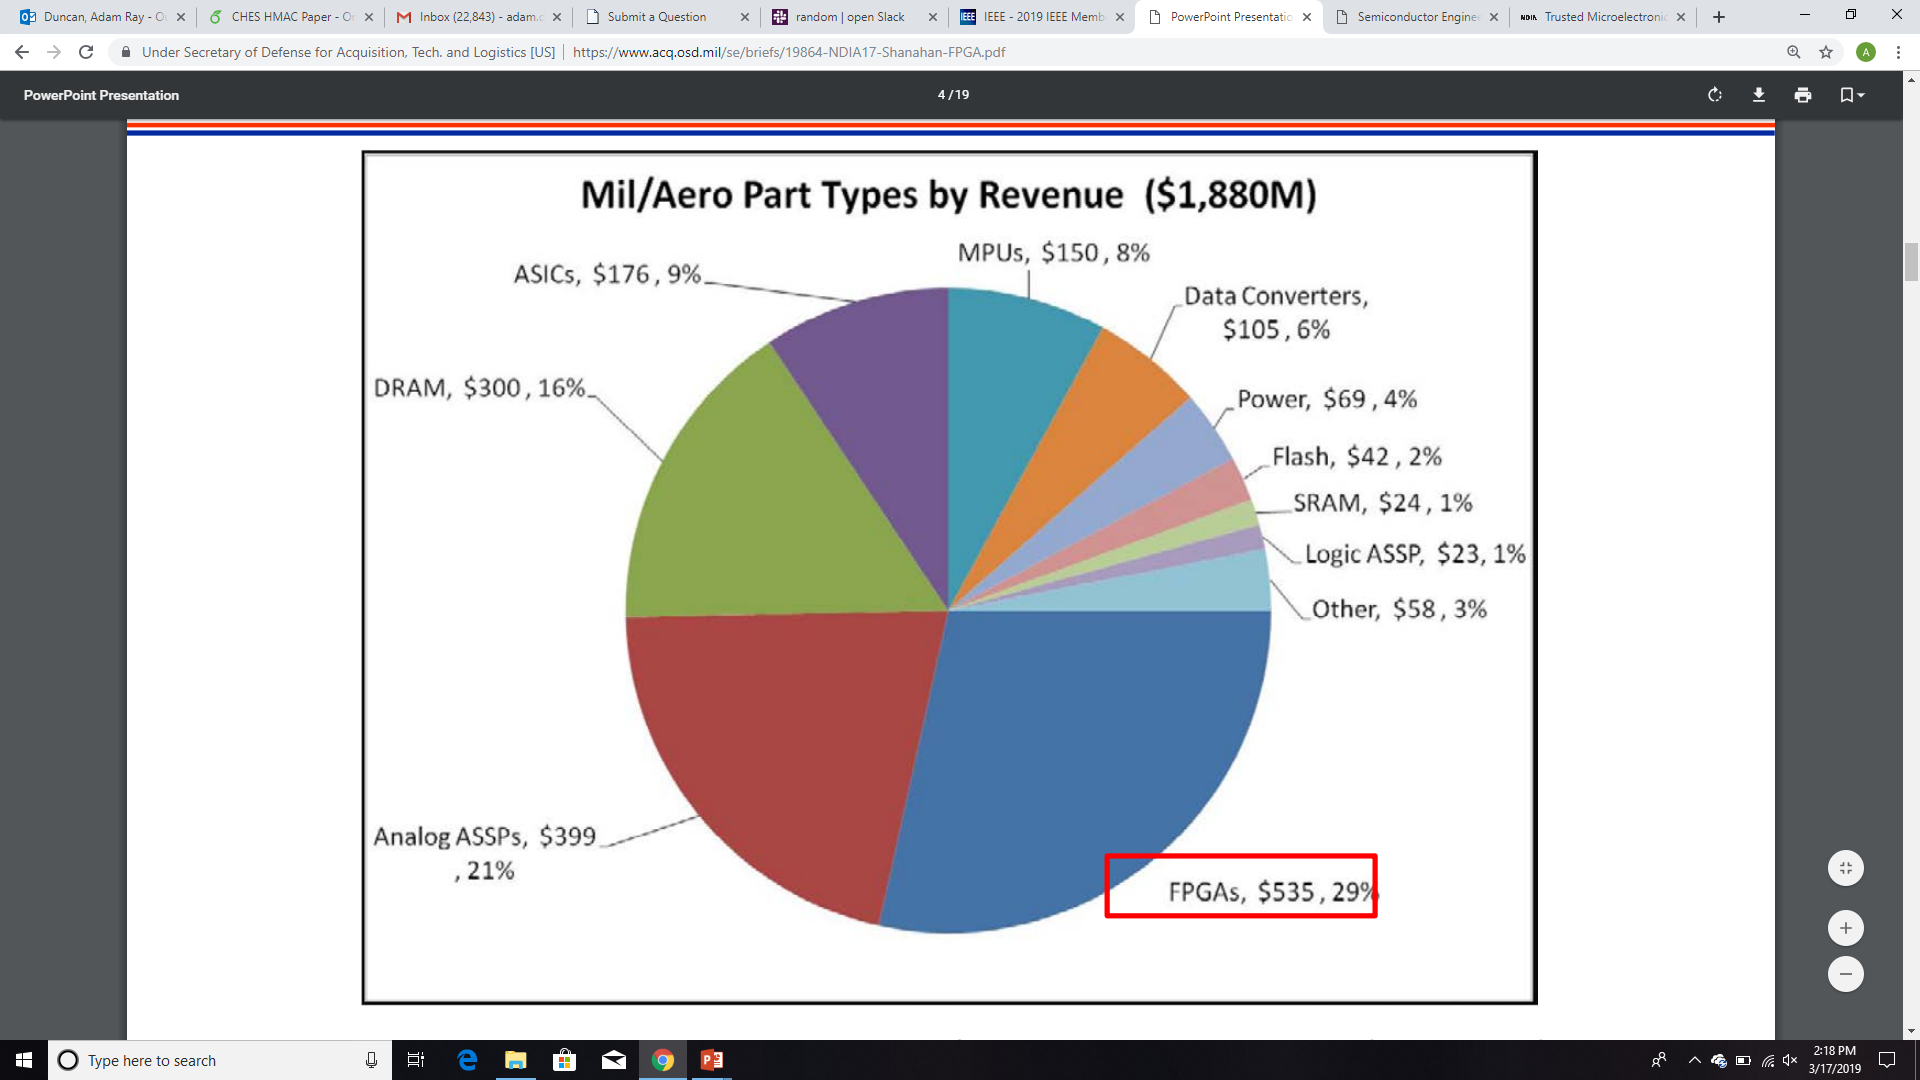 Duncan, Adam Ray - O
CHES HMAC Paper - O
Inbox (22,843) - adam.
Submit a Question
random | open Slack
IEEE
IEEE - 2019 IEEE Memb
PowerPoint Presentatio
Semiconductor Engine
NDIA
Trusted Microelectronic
Under Secretary of Defense for Acquisition, Tech. and Logistics [US]
https://www.acq.osd.mil/se/briefs/19864-NDIA17-Shanahan-FPGA.pdf
A
PowerPoint Presentation
4 / 19
Mil/Aero Part Types by Revenue ($1,880M)
MPUs, $150 , 8%
ASICs, $176 , 9%
Data Converters,
$105 , 6%
DRAM, $300 , 16%
Power, $69 , 4%
Flash, $42 , 2%
SRAM, $24 , 1%
Logic ASSP, $23, 1%
Other, $58 , 3%
Analog ASSPs, $399
, 21%
FPGAs, $535 , 29%
Type here to search
2:18 PM
3/17/2019